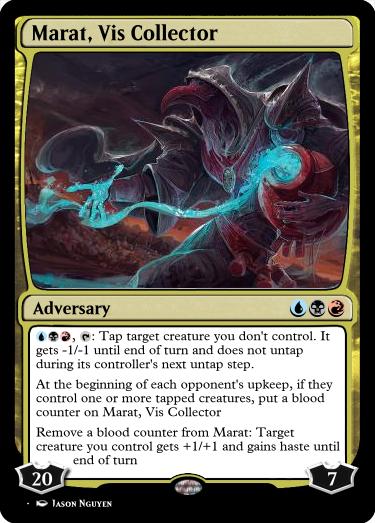 Marat, Vis Collector
Adversary
, : Tap target creature you don't control. It
gets -1/-1 until end of turn and does not untap
during its controller's next untap step.
At the beginning of each opponent's upkeep, if they
control one or more tapped creatures, put a blood
counter on Marat, Vis Collector
Remove a blood counter from Marat: Target
creature you control gets +1/+1 and gains haste until
end of turn
20
7
Jason Nguyen